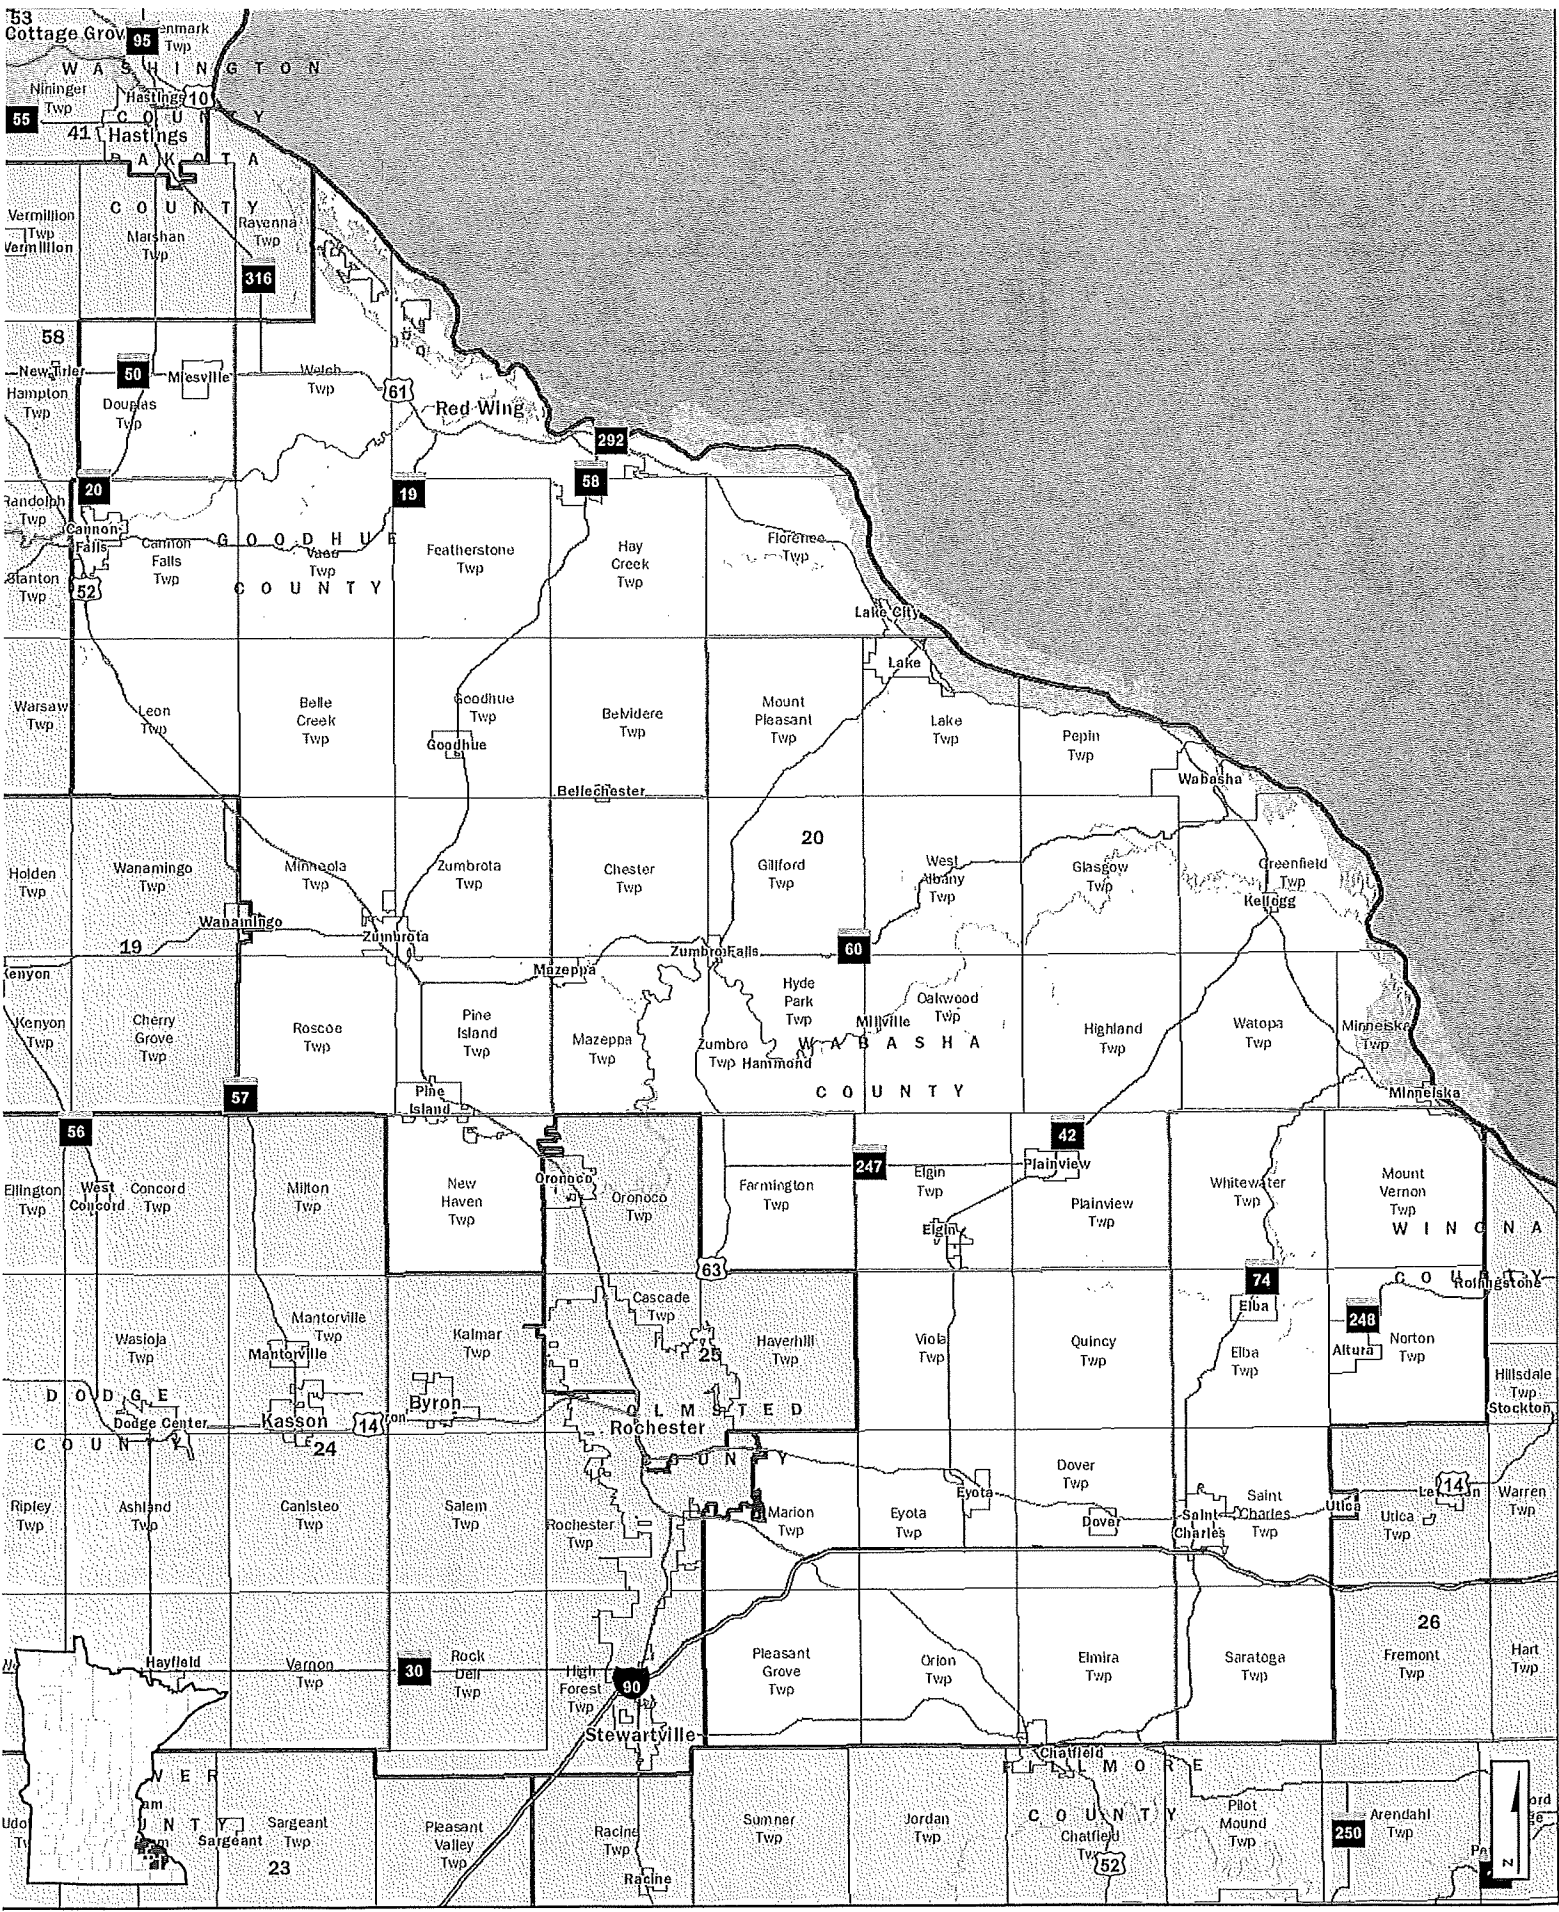 53
Cottage Grov
95
enmark
Twp
WASHINGTON
Nininger
Twp
Hastings
10
COUNTY
55
41
Hastings
DAKOTA
COUNTY
Vermillion
Twp
Vermillion
Marshan
Twp
Ravenna
Twp
316
58
New Trier
50
Miesville
Welch
Twp
61
Hampton
Twp
Douglas
Twp
Red Wing
292
20
19
58
Randolph
Twp
Cannon
Falls
Cannon
Falls
Twp
GOODHUE
Vasa
Twp
COUNTY
Featherstone
Twp
Hay
Creek
Twp
Florence
Twp
Stanton
Twp
52
Lake City
Lake
Warsaw
Twp
Leon
Twp
Belle
Creek
Twp
Goodhue
Twp
Goodhue
Belvidere
Twp
Mount
Pleasant
Twp
Lake
Twp
Pepin
Twp
Wabasha
Bellechester
20
Holden
Twp
Wanamingo
Twp
Minneola
Twp
Zumbrota
Twp
Chester
Twp
Gillford
Twp
West
Albany
Twp
Glasgow
Twp
Greenfield
Twp
Kellogg
Wanamingo
19
Zumbrota
Zumbro Falls
60
Kenyon
Mazeppa
Kenyon
Twp
Cherry
Grove
Twp
Roscoe
Twp
Pine
Island
Twp
Mazeppa
Twp
Zumbro
Twp
Hyde
Park
Twp
Oakwood
Twp
Millville
Hammond
WABASHA
COUNTY
Highland
Twp
Watopa
Twp
Minneiska
Twp
Minneiska
57
Pine
Island
56
42
247
Plainview
Ellington
Twp
West
Concord
Concord
Twp
Milton
Twp
New
Haven
Twp
Oronoco
Oronoco
Twp
Farmington
Twp
Elgin
Twp
Elgin
Plainview
Twp
Whitewater
Twp
Mount
Vernon
Twp
WINONA
COUNTY
Rollingstone
63
74
Elba
248
Altura
Norton
Twp
Wasioja
Twp
Mantorville
Twp
Mantorville
Kalmar
Twp
Cascade
Twp
25
Haverhill
Twp
Viola
Twp
Quincy
Twp
Elba
Twp
Hillsdale
Twp
Stockton
DODGE
COUNTY
Dodge Center
Kasson
24
14
ron
Byron
OLMSTED
Rochester
COUNTY
Ripley
Twp
Ashland
Twp
Canisteo
Twp
Salem
Twp
Rochester
Twp
Marion
Twp
Eyota
Twp
Eyota
Dover
Twp
Dover
Saint
Charles
Saint
Charles
Twp
Utica
Utica
Twp
14
Warren
Twp
26
Hayfield
Vernon
Twp
30
Rock
Dell
Twp
High
Forest
Twp
90
Stewartville
Pleasant
Grove
Twp
Orion
Twp
Elmira
Twp
Saratoga
Twp
Fremont
Twp
Hart
Twp
Chatfield
FILLMORE
COUNTY
WER
UNTY
Udo
Sargeant
Sargeant
Twp
23
Pleasant
Valley
Twp
Racine
Twp
Racine
Sumner
Twp
Jordan
Twp
Chatfield
Twp
52
Pilot
Mound
Twp
250
Arendahl
Twp
N